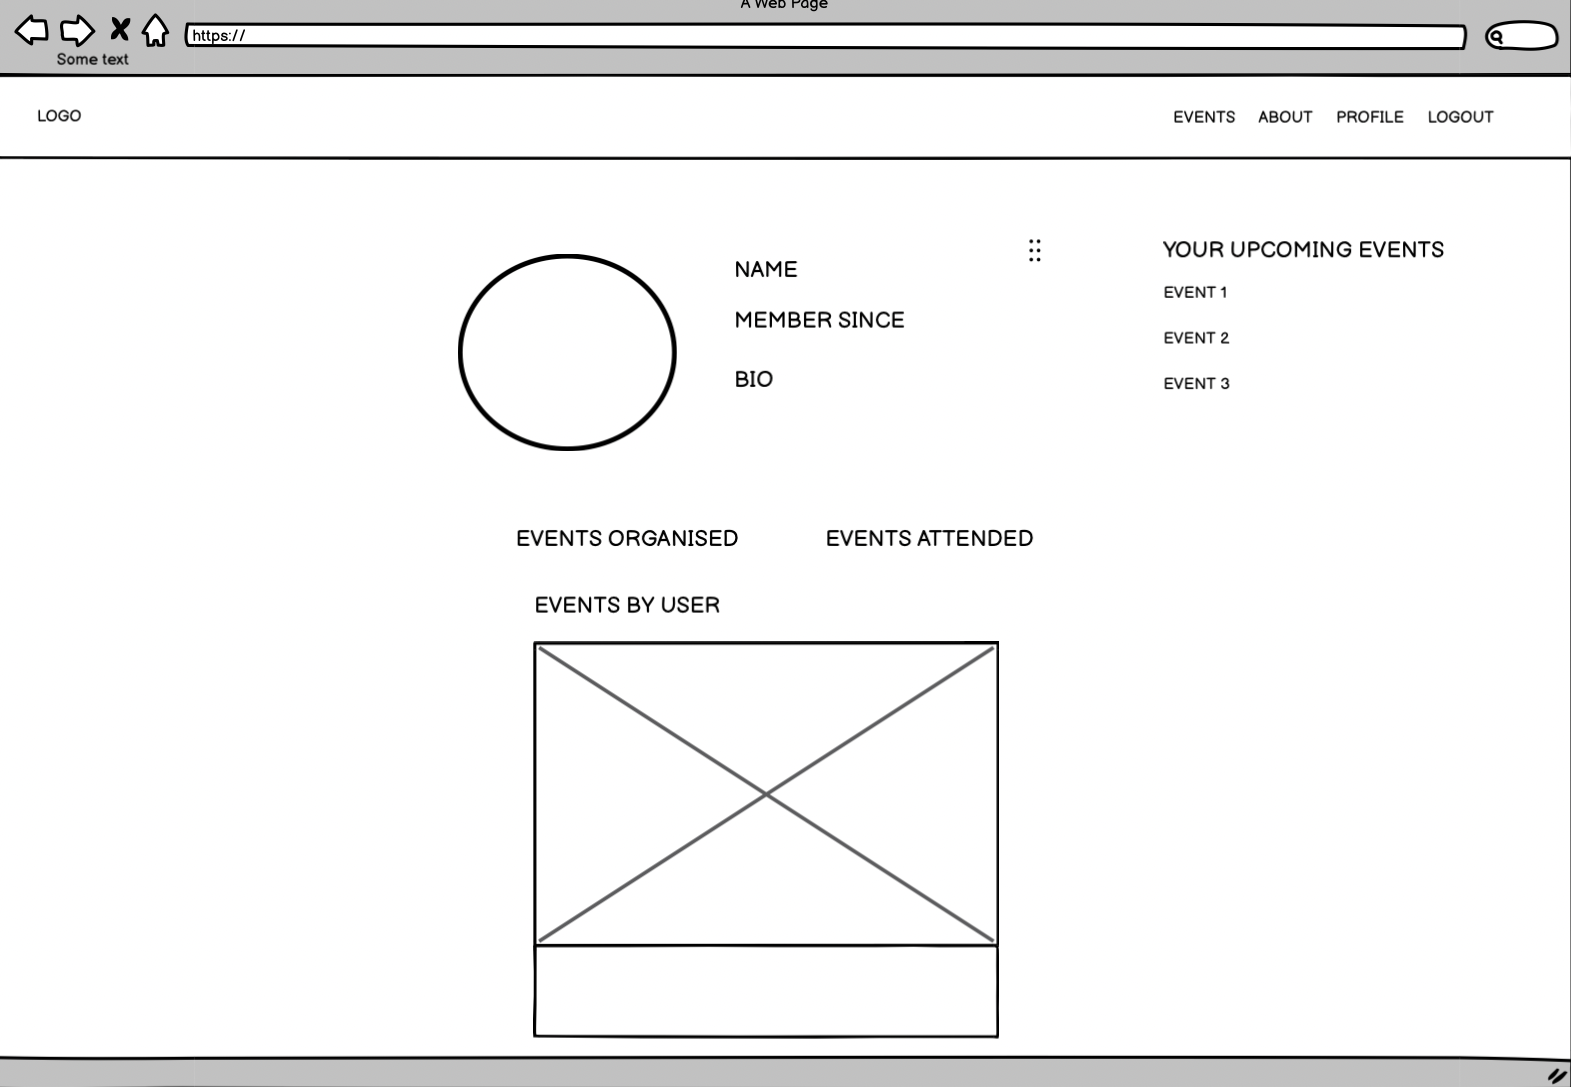 A Web Page
https://
Some text
LOGO
EVENTS ABOUT PROFILE LOGOUT
NAME
MEMBER SINCE
BIO
YOUR UPCOMING EVENTS
EVENT 1
EVENT 2
EVENT 3
EVENTS ORGANISED
EVENTS ATTENDED
EVENTS BY USER